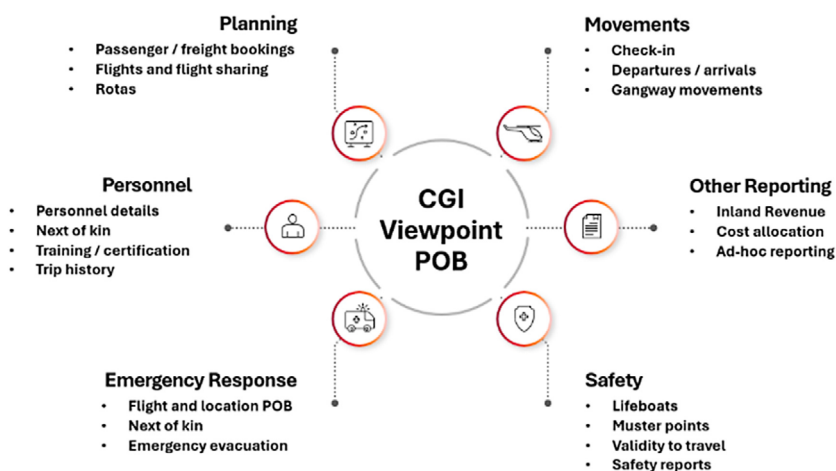 Planning
• Passenger / freight bookings
• Flights and flight sharing
• Rotas
Movements
• Check-in
• Departures / arrivals
• Gangway movements
Personnel
• Personnel details
• Next of kin
• Training / certification
• Trip history
CGI
Viewpoint
POB
Other Reporting
• Inland Revenue
• Cost allocation
• Ad-hoc reporting
Emergency Response
• Flight and location POB
• Next of kin
• Emergency evacuation
Safety
• Lifeboats
• Muster points
• Validity to travel
• Safety reports